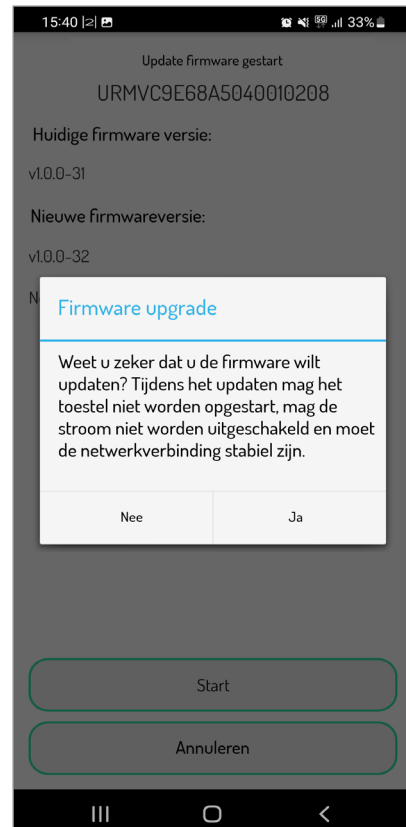 15:40
5G
33%
Update firmware gestart
URMVC9E68A5040010208
Huidige firmware versie:
v1.0.0-31
Nieuwe firmwareversie:
v1.0.0-32
Firmware upgrade
Weet u zeker dat u de firmware wilt
updaten? Tijdens het updaten mag het
toestel niet worden opgestart, mag de
stroom niet worden uitgeschakeld en moet
de netwerkverbinding stabiel zijn.
Nee
Ja
Start
Annuleren